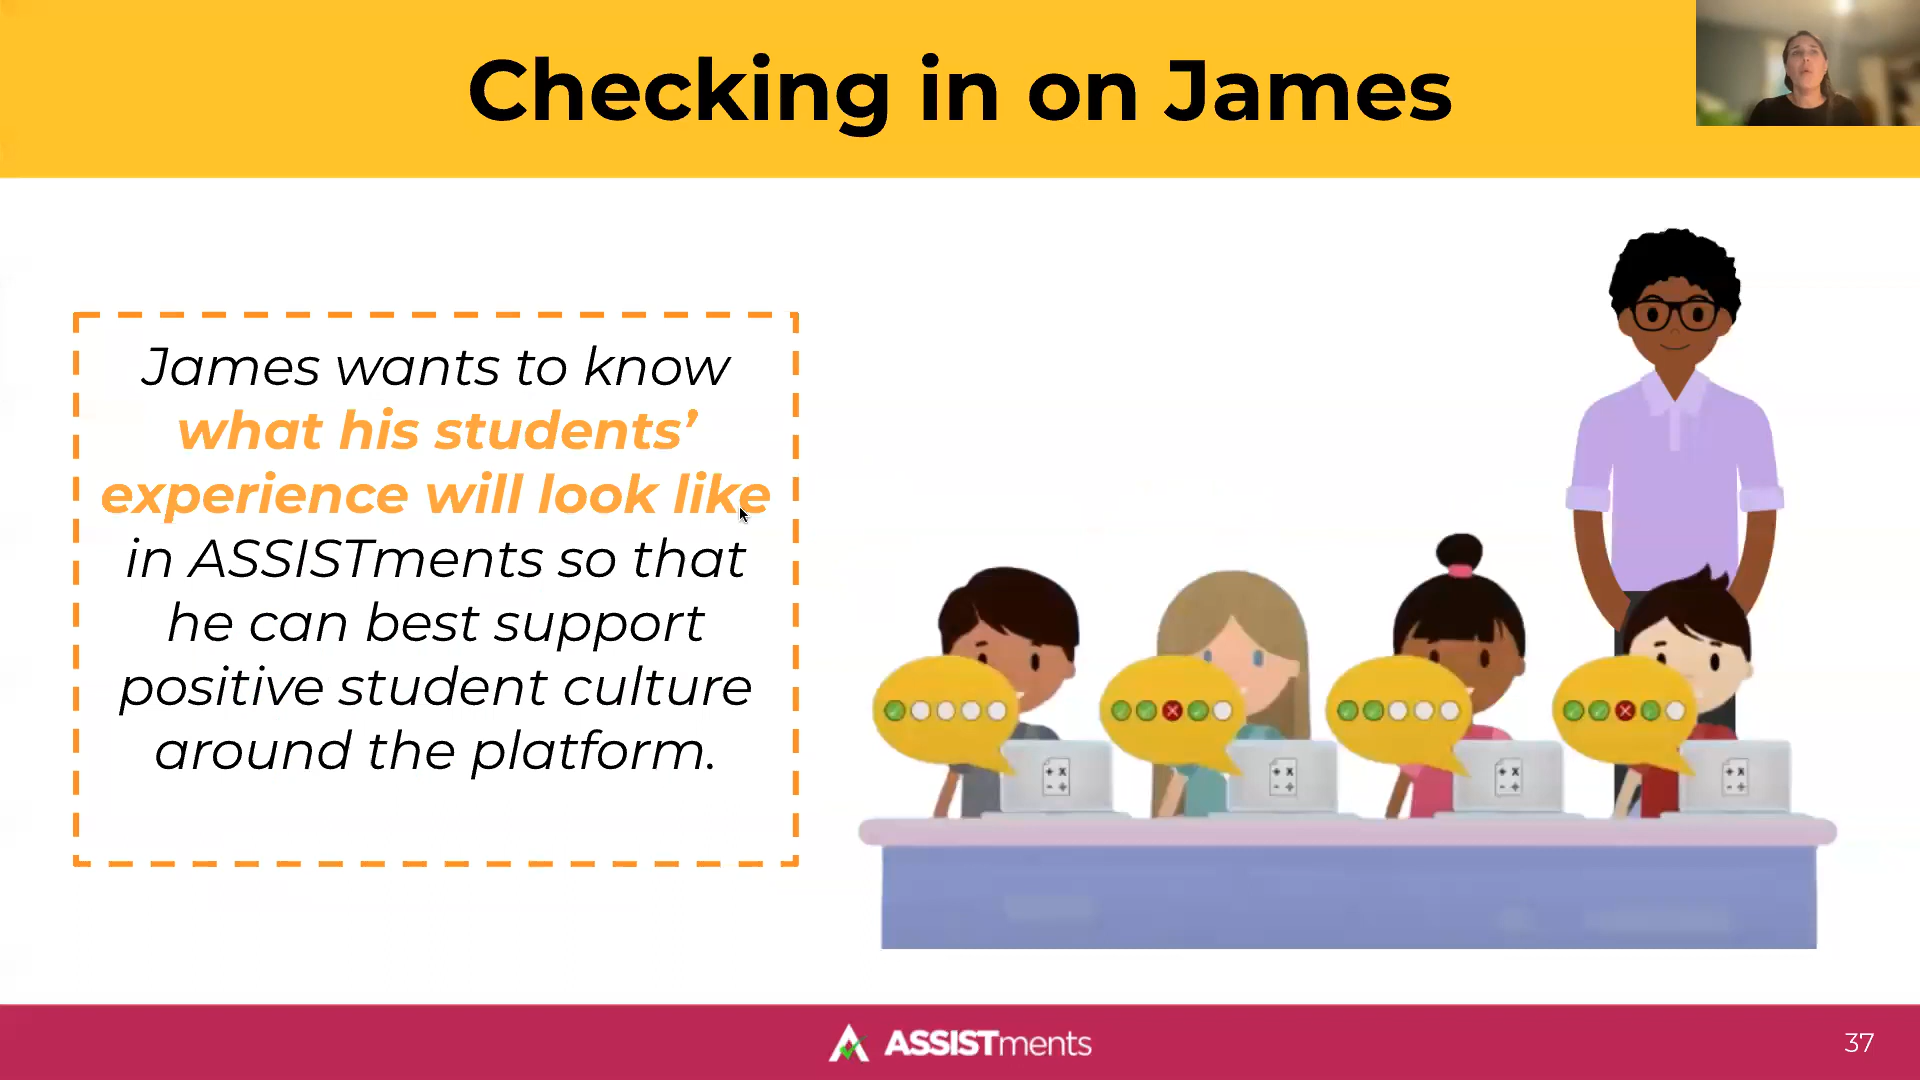 Checking in on James
James wants to know
what his students’
experience will look like
in ASSISTments so that
he can best support
positive student culture
around the platform.
+ x
- ÷
+ x
- ÷
+ x
- ÷
+ x
- ÷
ASSISTments
37